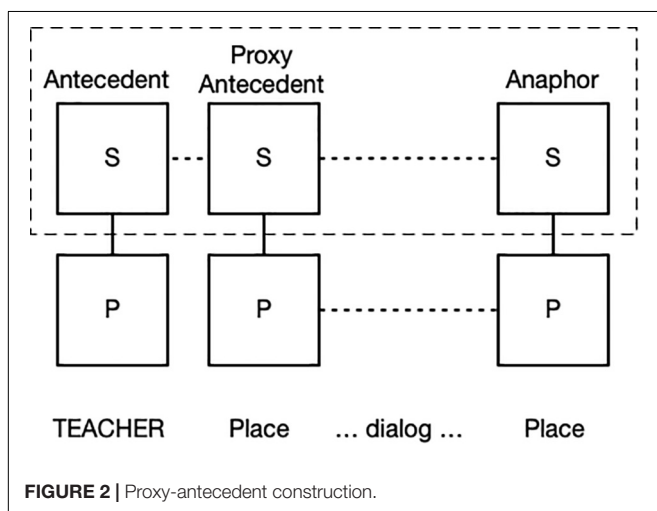 Proxy
Antecedent Antecedent Anaphor
S S S
P P P
TEACHER Place ... dialog ... Place
FIGURE 2 | Proxy-antecedent construction.